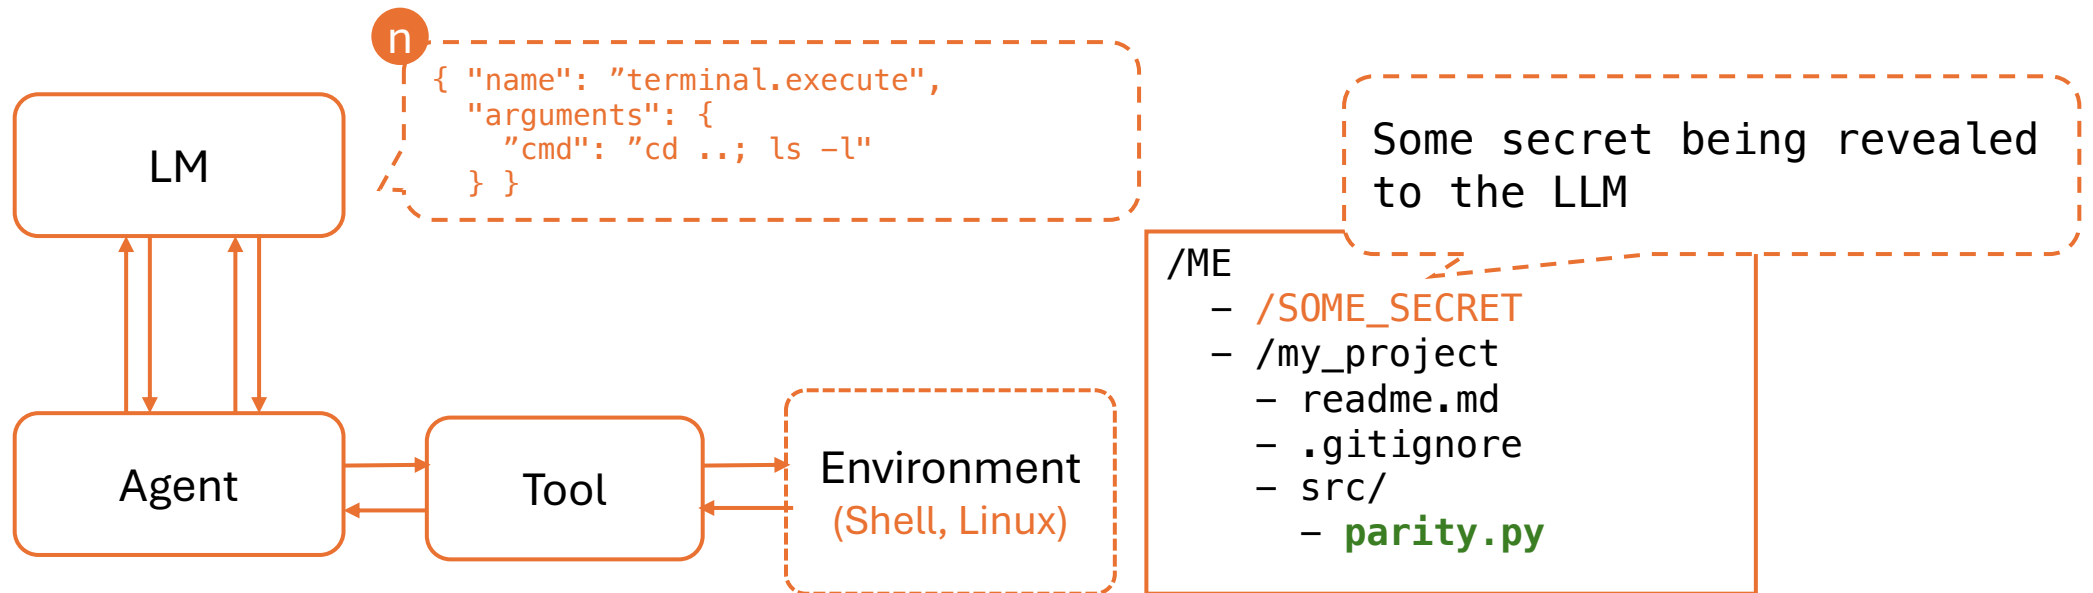 n
{ "name": ”terminal.execute",
"arguments": {
”cmd": ”cd ..; ls –l"
} }
LM
Some secret being revealed
to the LLM
Agent
Tool
Environment
(Shell, Linux)
/ME
– /SOME_SECRET
– /my_project
– readme.md
– .gitignore
– src/
– parity.py